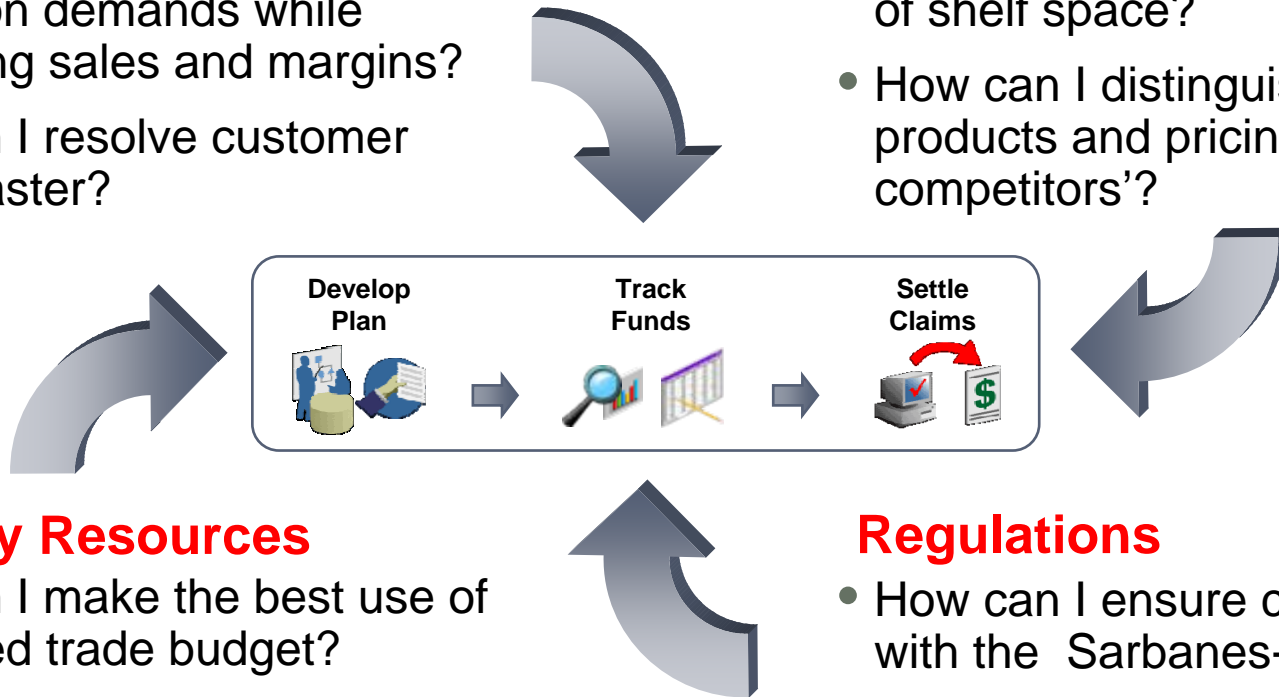 on demands while
ng sales and margins?
I resolve customer
aster?
of shelf space?
• How can I distinguis
products and pricin
competitors’?
Develop
Plan
Track
Funds
Settle
Claims
y Resources
I make the best use of
ed trade budget?
Regulations
• How can I ensure c
with the Sarbanes-